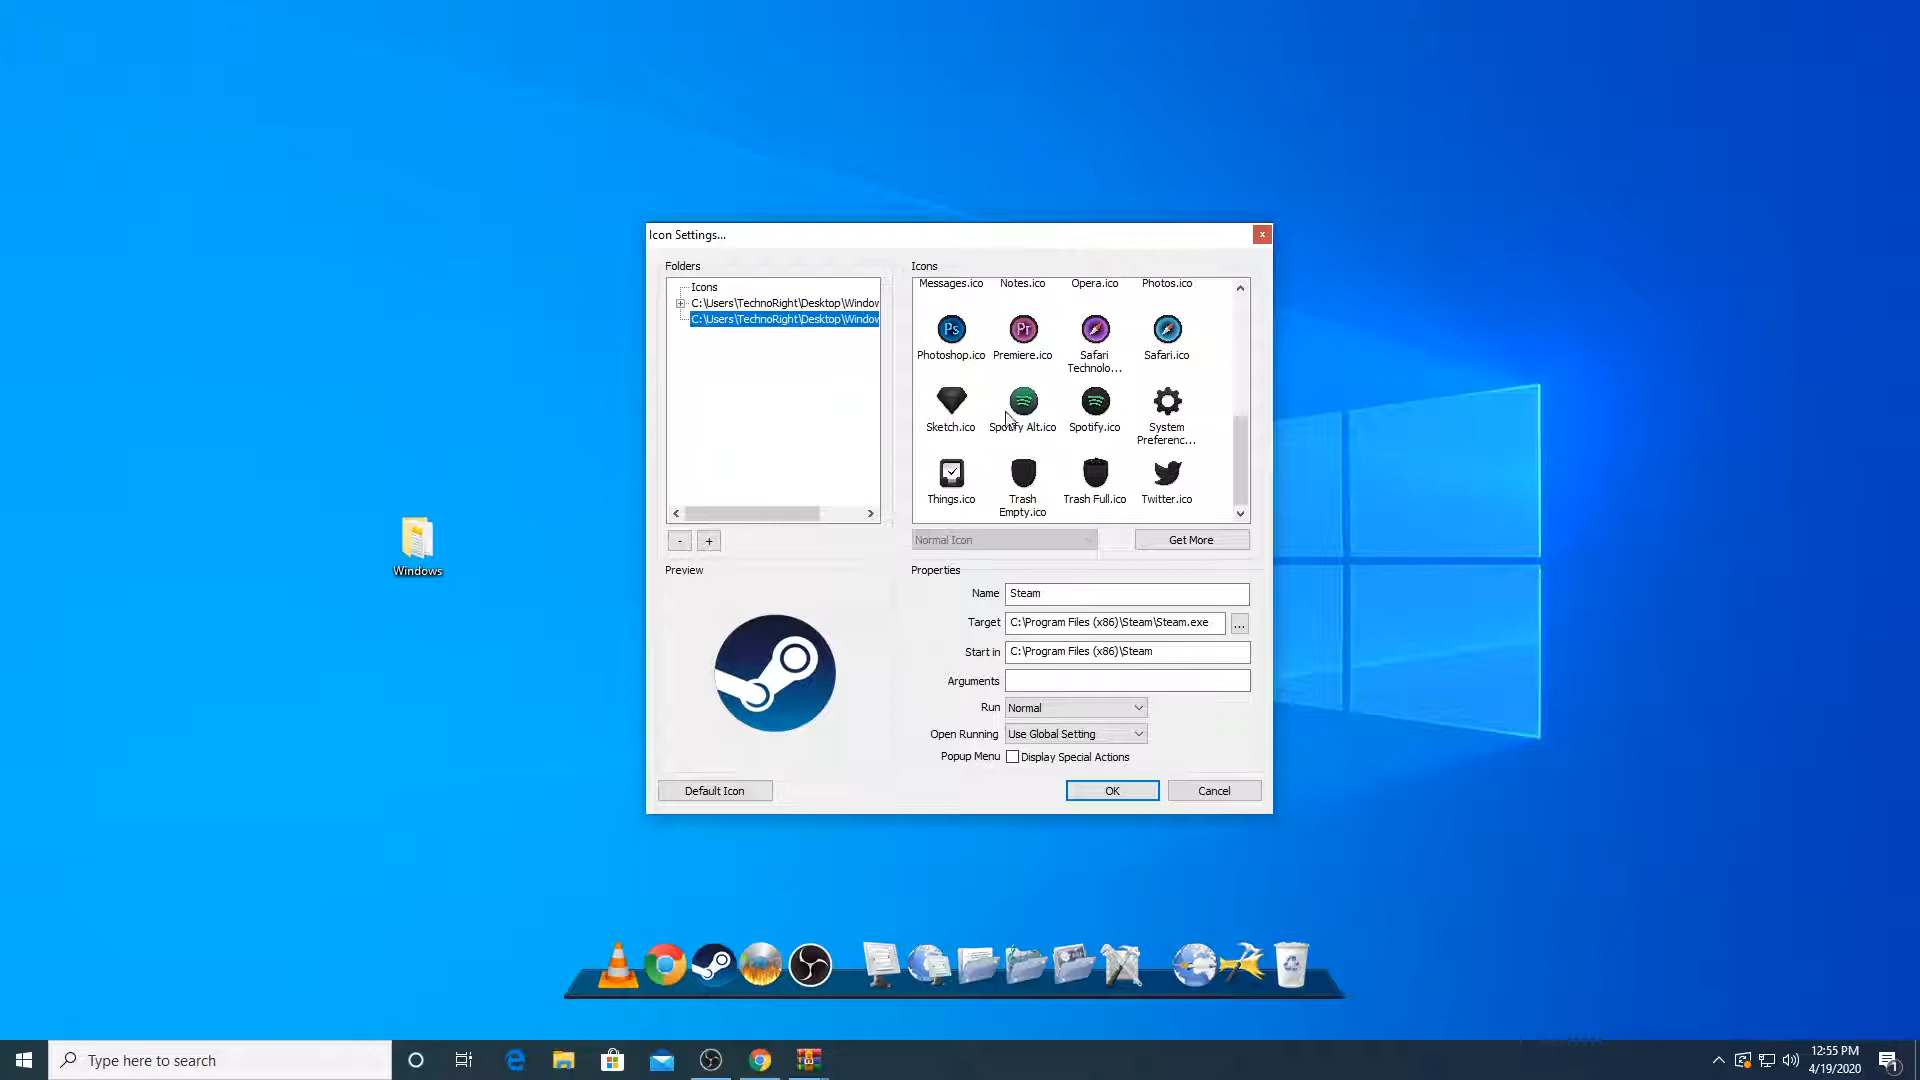 Icon Settings...
x
Folders
Icons
C:\Users\TechnoRight\Desktop\Window
C:\Users\TechnoRight\Desktop\Window
Icons
Messages.ico
Notes.ico
Opera.ico
Photos.ico
Ps
Pr
Photoshop.ico
Premiere.ico
Safari
Technolo...
Safari.ico
Sketch.ico
Spotify Alt.ico
Spotify.ico
System
Preferenc...
Things.ico
Trash
Empty.ico
Trash Full.ico
Twitter.ico
-
+
Normal Icon
Get More
Preview
Properties
Name
Steam
Target
C:\Program Files (x86)\Steam\Steam.exe
...
Start in
C:\Program Files (x86)\Steam
Arguments
Run
Normal
Open Running
Use Global Setting
Popup Menu
Display Special Actions
Default Icon
OK
Cancel
Windows
Type here to search
12:55 PM
4/19/2020
1